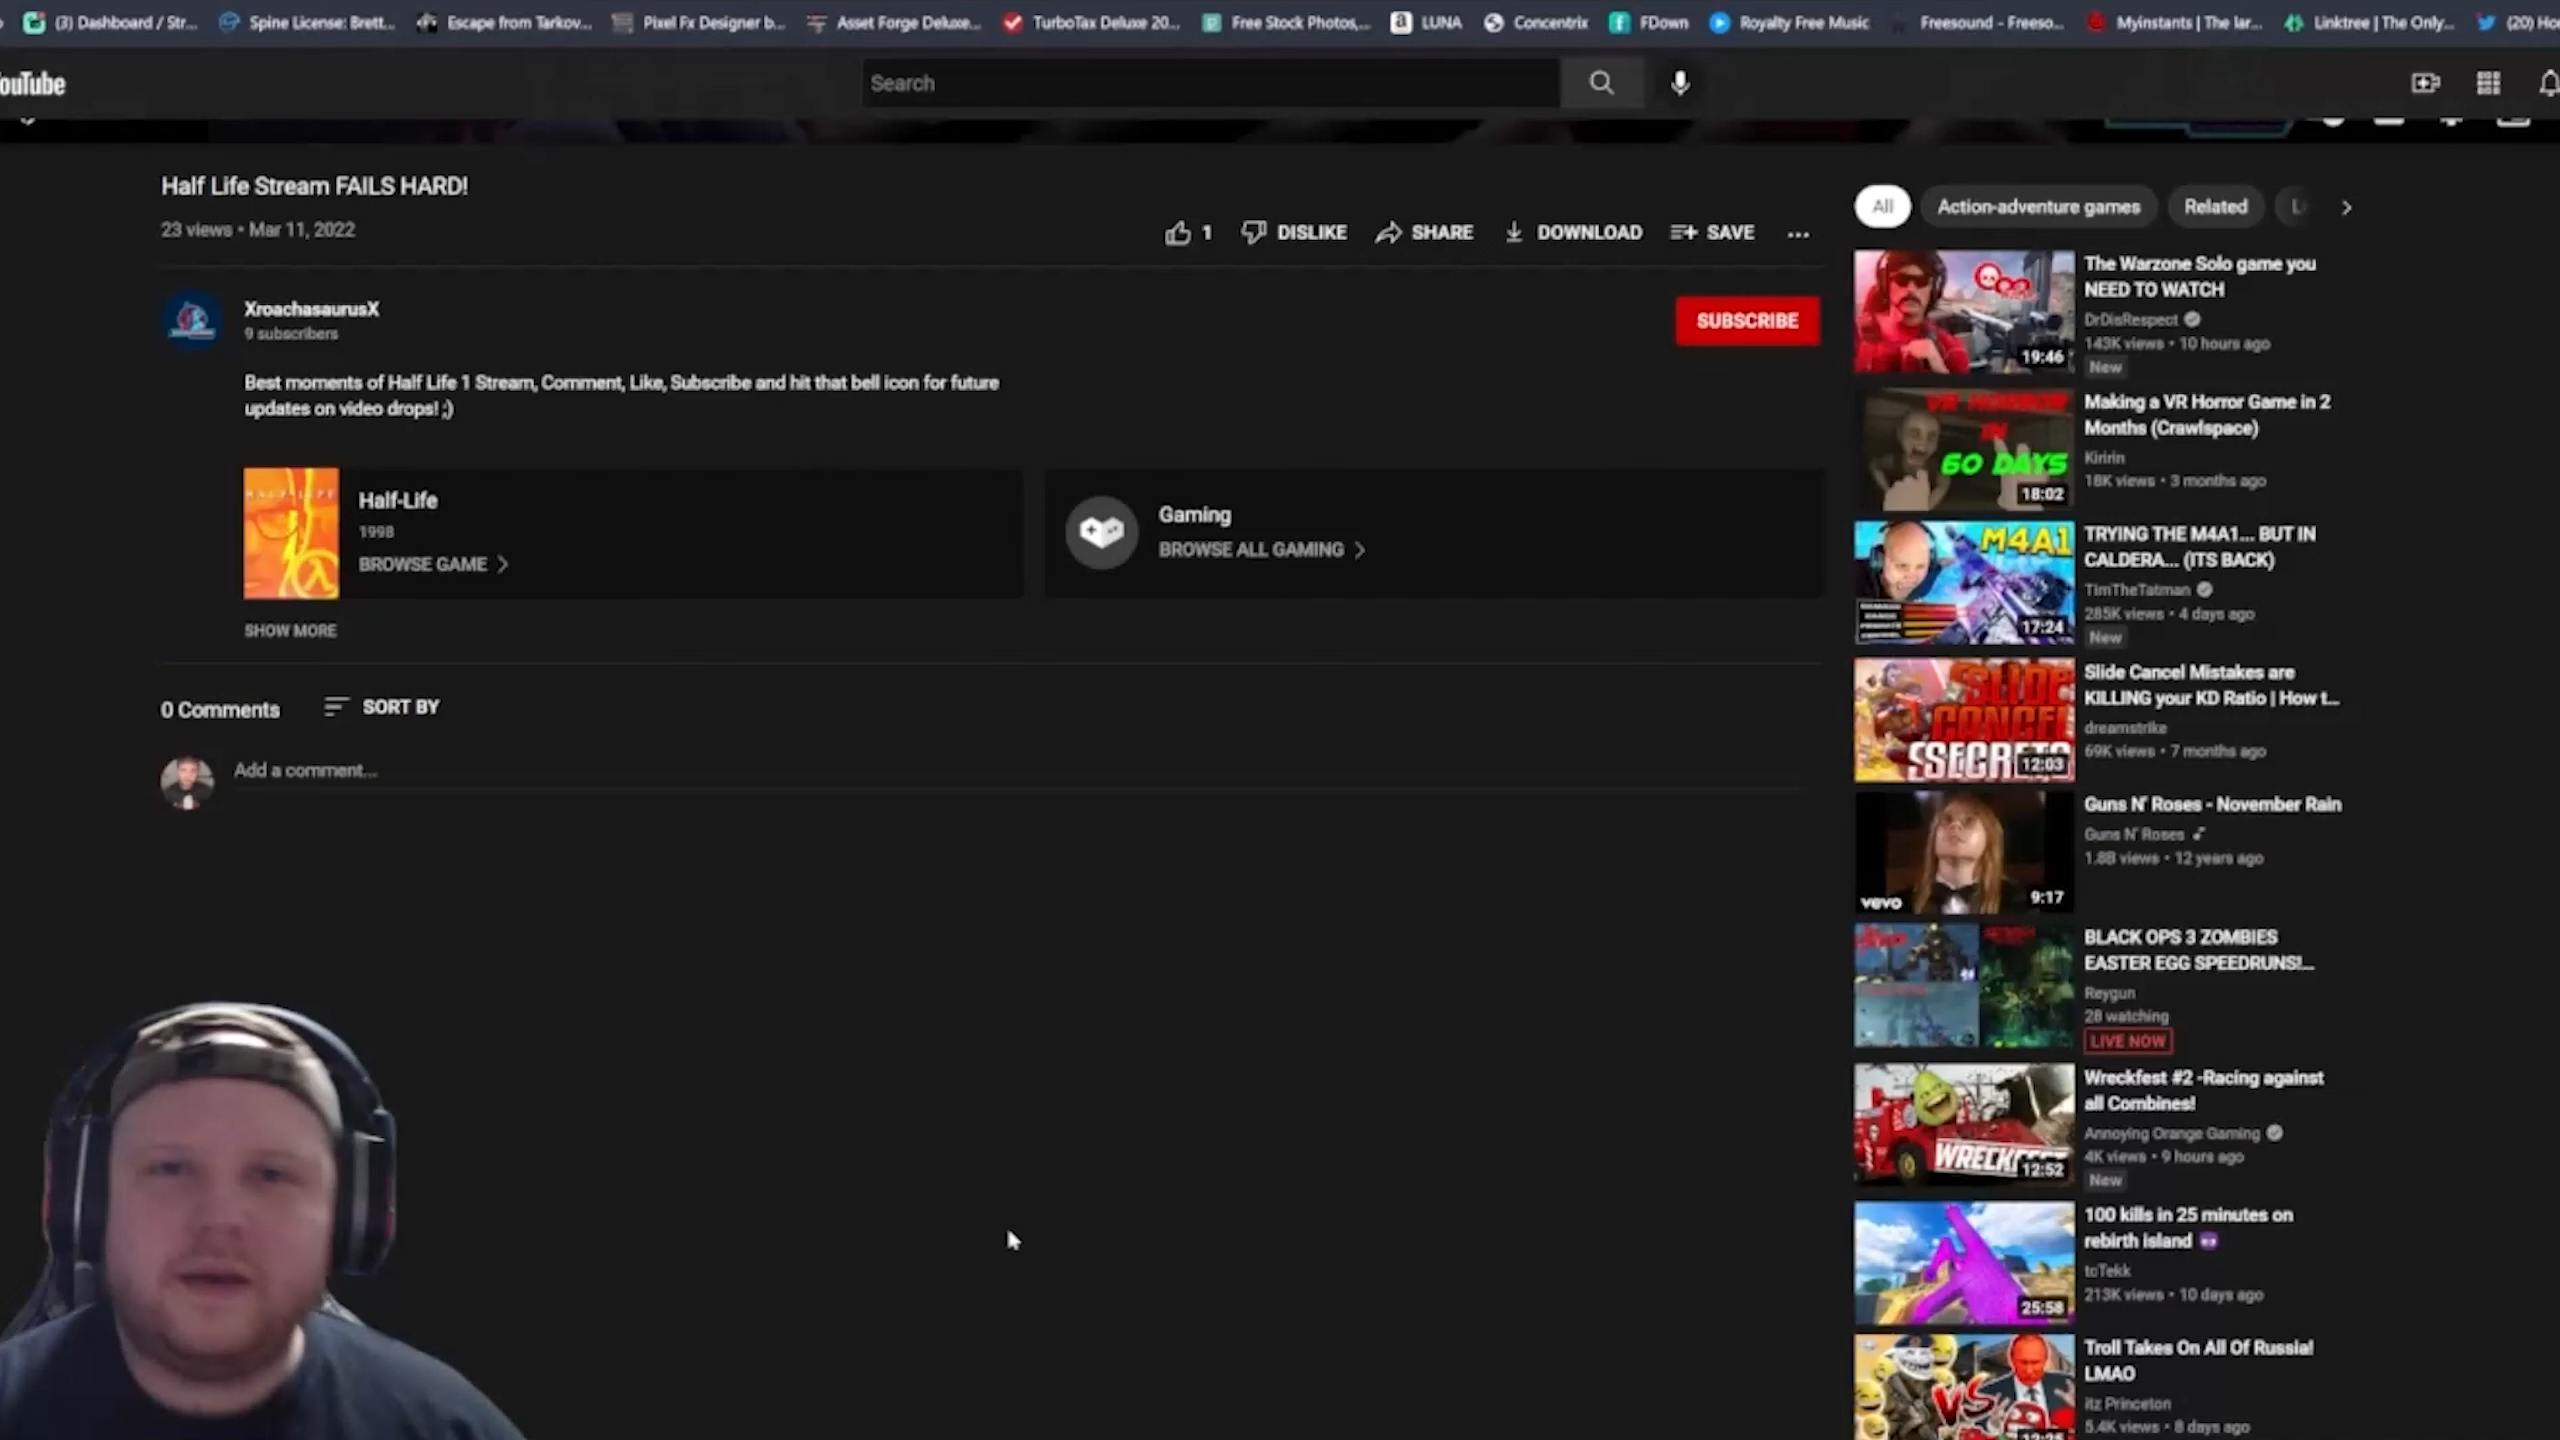 (3) Dashboard / Str...
Spine License: Brett...
Escape from Tarkov...
Pixel Fx Designer b...
Asset Forge Deluxe...
TurboTax Deluxe 20...
Free Stock Photos,...
LUNA
Concentrix
FDown
Royalty Free Music
Freesound - Freeso...
Myinstants | The lar...
Linktree | The Only...
ouTube
Search
Half Life Stream FAILS HARD!
23 views • Mar 11, 2022
1
DISLIKE
SHARE
DOWNLOAD
SAVE
...
XroachasaurusX
9 subscribers
SUBSCRIBE
Best moments of Half Life 1 Stream, Comment, Like, Subscribe and hit that bell icon for future
updates on video drops! ;)
HALF-LIFE
Half-Life
1998
BROWSE GAME
Gaming
BROWSE ALL GAMING
SHOW MORE
0 Comments
SORT BY
Add a comment...
All
Action-adventure games
Related
19:46
The Warzone Solo game you
NEED TO WATCH
DrDisRespect
143K views • 10 hours ago
New
VR HORROR
IN
60 DAYS
18:02
Making a VR Horror Game in 2
Months (Crawlspace)
Kiririn
18K views • 3 months ago
M4A1
17:24
TRYING THE M4A1... BUT IN
CALDERA... (ITS BACK)
TimTheTatman
285K views • 4 days ago
New
SLIDE
CANCEL
12:03
Slide Cancel Mistakes are
KILLING your KD Ratio | How t...
dreamstrike
69K views • 7 months ago
vevo
9:17
Guns N' Roses - November Rain
Guns N' Roses
1.8B views • 12 years ago
BLACK OPS 3 ZOMBIES
EASTER EGG SPEEDRUNS!...
Reygun
28 watching
LIVE NOW
12:52
Wreckfest #2 -Racing against
all Combines!
Annoying Orange Gaming
4K views • 9 hours ago
New
25:58
100 kills in 25 minutes on
rebirth island
toTekk
213K views • 10 days ago
VS
Troll Takes On All Of Russia!
LMAO
itz Princeton
5.4K views • 8 days ago